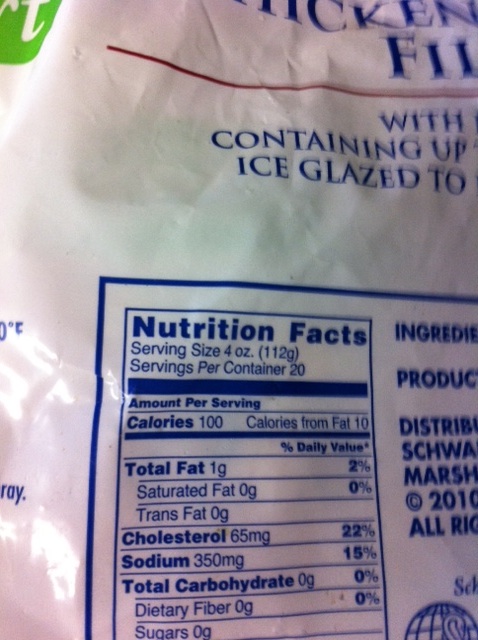 rt
CHICKEN
FIL
WITH
CONTAINING UP
ICE GLAZED TO
0°F
ray.
Nutrition Facts
Serving Size 4 oz. (112g)
Servings Per Container 20
Amount Per Serving
Calories 100 Calories from Fat 10
% Daily Value*
Total Fat 1g 2%
Saturated Fat 0g 0%
Trans Fat 0g
Cholesterol 65mg 22%
Sodium 350mg 15%
Total Carbohydrate 0g 0%
Dietary Fiber 0g 0%
Sugars 0g
INGREDIE
PRODUC
DISTRIBU
SCHWA
MARSH
© 2010
ALL RIG
Sch